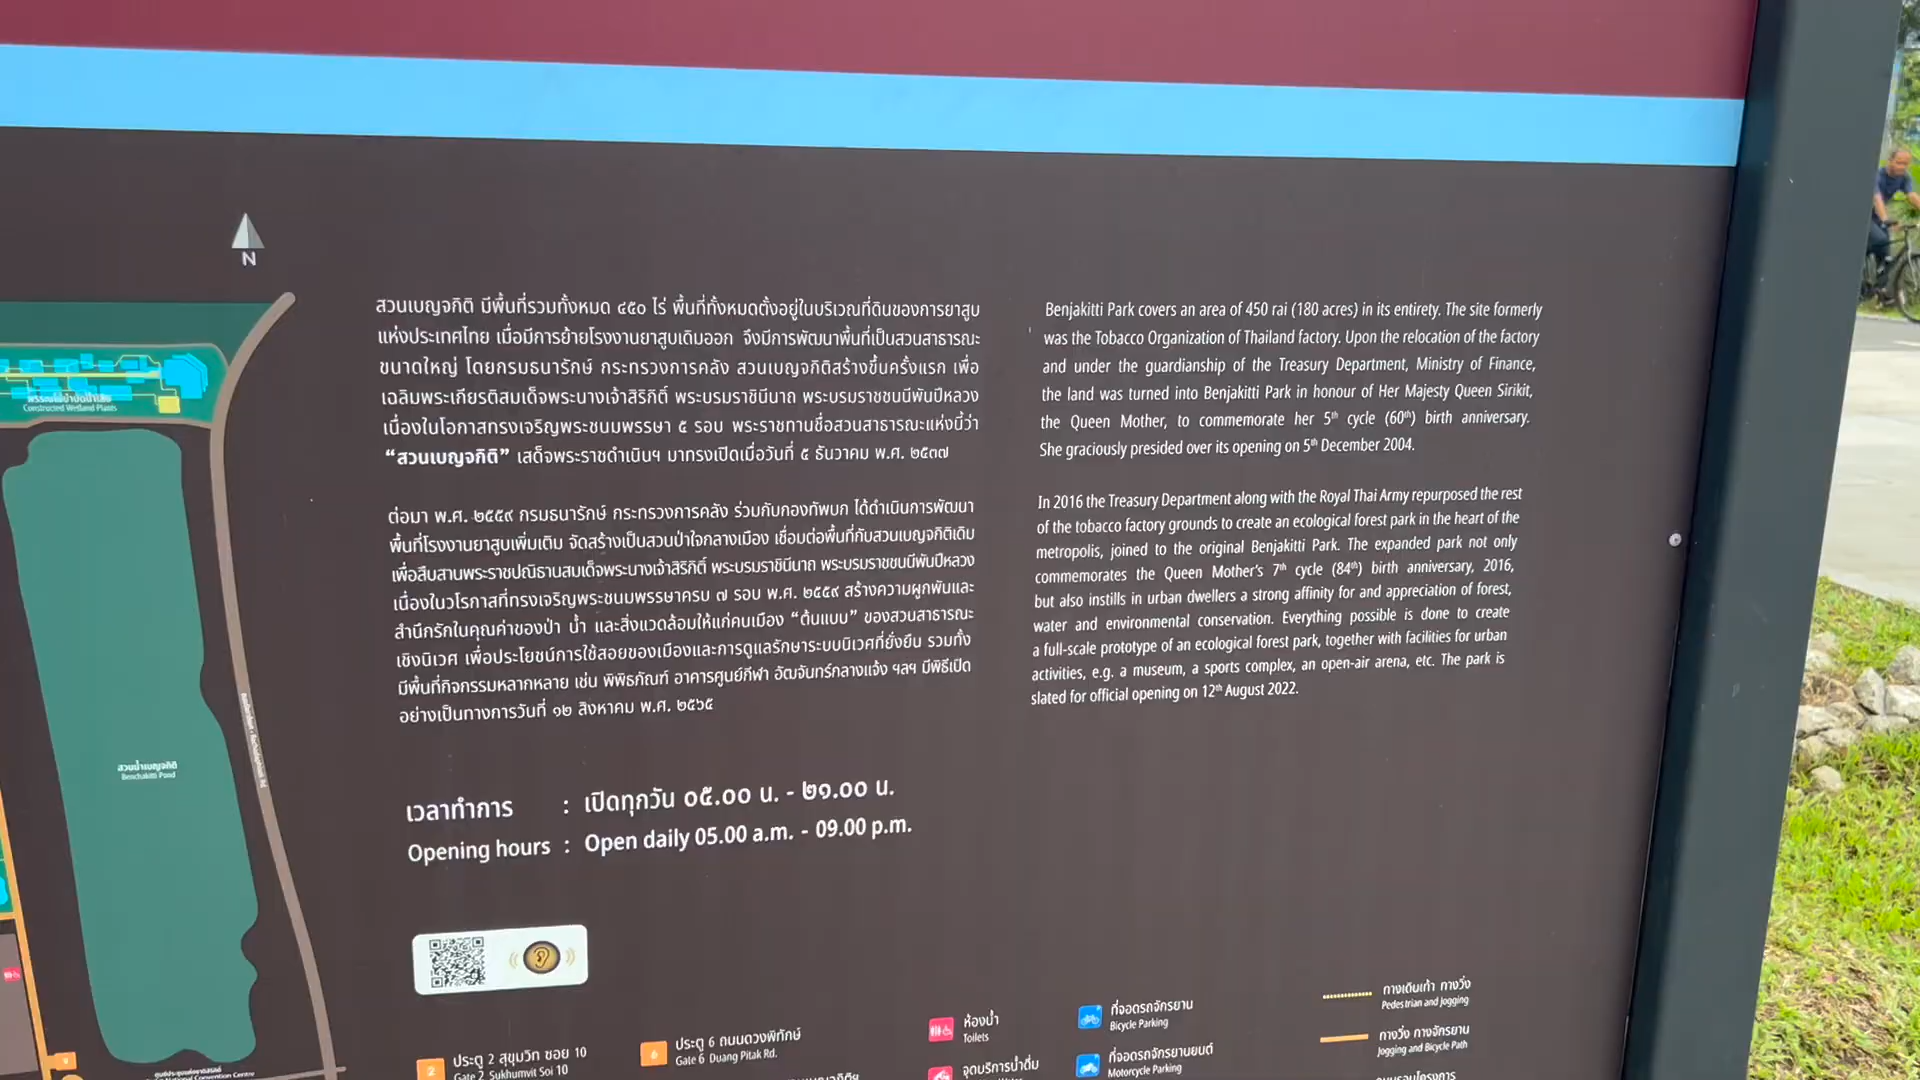 N
สวนเบญจกิติ มีพื้นที่รวมทั้งหมด ๔๕๐ ไร่ พื้นที่ทั้งหมดตั้งอยู่ในบริเวณที่ดินของการยาสูบ
แห่งประเทศไทย เมื่อมีการย้ายโรงงานยาสูบเดิมออก จึงมีการพัฒนาพื้นที่เป็นสวนสาธารณะ
ขนาดใหญ่ โดยกรมธนารักษ์ กระทรวงการคลัง สวนเบญจกิติสร้างขึ้นครั้งแรก เพื่อ
เฉลิมพระเกียรติสมเด็จพระนางเจ้าสิริกิติ์ พระบรมราชินีนาถ พระบรมราชชนนีพันปีหลวง
เนื่องในโอกาสทรงเจริญพระชนมพรรษา ๕ รอบ พระราชทานชื่อสวนสาธารณะแห่งนี้ว่า
“สวนเบญจกิติ” เสด็จพระราชดำเนินฯ มาทรงเปิดเมื่อวันที่ ๕ ธันวาคม พ.ศ. ๒๕๓๗
ต่อมา พ.ศ. ๒๕๕๙ กรมธนารักษ์ กระทรวงการคลัง ร่วมกับกองทัพบก ได้ดำเนินการพัฒนา
พื้นที่โรงงานยาสูบเพิ่มเติม จัดสร้างเป็นสวนป่าใจกลางเมือง เชื่อมต่อพื้นที่กับสวนเบญจกิติเดิม
เพื่อสืบสานพระราชปณิธานสมเด็จพระนางเจ้าสิริกิติ์ พระบรมราชินีนาถ พระบรมราชชนนีพันปีหลวง
เนื่องในวโรกาสที่ทรงเจริญพระชนมพรรษาครบ ๗ รอบ พ.ศ. ๒๕๕๙ สร้างความผูกพันและ
สำนึกรักในคุณค่าของป่า น้ำ และสิ่งแวดล้อมให้แก่คนเมือง “ต้นแบบ” ของสวนสาธารณะ
เชิงนิเวศ เพื่อประโยชน์การใช้สอยของเมืองและการดูแลรักษาระบบนิเวศที่ยั่งยืน รวมทั้ง
มีพื้นที่กิจกรรมหลากหลาย เช่น พิพิธภัณฑ์ อาคารศูนย์กีฬา อัฒจันทร์กลางแจ้ง ฯลฯ มีพิธีเปิด
อย่างเป็นทางการวันที่ ๑๒ สิงหาคม พ.ศ. ๒๕๖๕
Benjakitti Park covers an area of 450 rai (180 acres) in its entirety. The site formerly
was the Tobacco Organization of Thailand factory. Upon the relocation of the factory
and under the guardianship of the Treasury Department, Ministry of Finance,
the land was turned into Benjakitti Park in honour of Her Majesty Queen Sirikit,
the Queen Mother, to commemorate her 5th cycle (60th) birth anniversary.
She graciously presided over its opening on 5th December 2004.
In 2016 the Treasury Department along with the Royal Thai Army repurposed the rest
of the tobacco factory grounds to create an ecological forest park in the heart of the
metropolis, joined to the original Benjakitti Park. The expanded park not only
commemorates the Queen Mother's 7th cycle (84th) birth anniversary, 2016,
but also instills in urban dwellers a strong affinity for and appreciation of forest,
water and environmental conservation. Everything possible is done to create
a full-scale prototype of an ecological forest park, together with facilities for urban
activities, e.g. a museum, a sports complex, an open-air arena, etc. The park is
slated for official opening on 12th August 2022.
เวลาทำการ : เปิดทุกวัน ๐๕.๐๐ น. - ๒๑.๐๐ น.
Opening hours : Open daily 05.00 a.m. - 09.00 p.m.
Constructed Wetland Plants
สวนน้ำเบญจกิติ
Benchakitti Pond
2 ประตู 2 สุขุมวิท ซอย 10
Gate 2 Sukhumvit Soi 10
6 ประตู 6 ถนนดวงพิทักษ์
Gate 6 Duang Pitak Rd.
ห้องน้ำ
Toilets
จุดบริการน้ำดื่ม
ที่จอดรถจักรยาน
Bicycle Parking
ที่จอดรถจักรยานยนต์
Motorcycle Parking
ทางเดินเท้า ทางวิ่ง
Pedestrian and Jogging
ทางวิ่ง ทางจักรยาน
Jogging and Bicycle Path